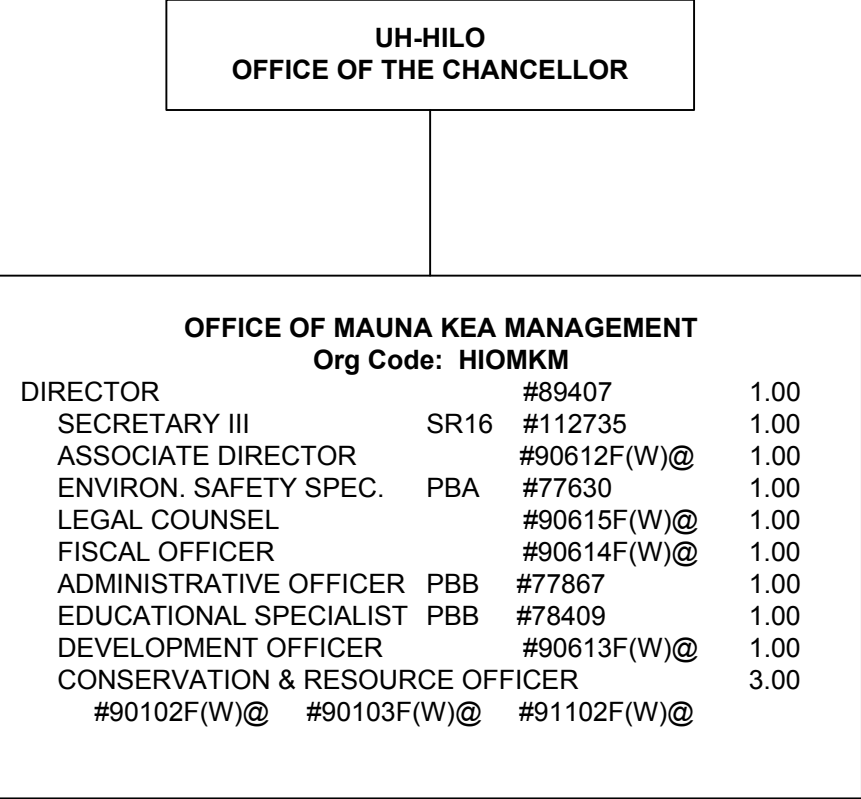 UH-HILO
OFFICE OF THE CHANCELLOR
OFFICE OF MAUNA KEA MANAGEMENT
Org Code: HIOMKM
DIRECTOR #89407 1.00
SECRETARY III SR16 #112735 1.00
ASSOCIATE DIRECTOR #90612F(W)@ 1.00
ENVIRON. SAFETY SPEC. PBA #77630 1.00
LEGAL COUNSEL #90615F(W)@ 1.00
FISCAL OFFICER #90614F(W)@ 1.00
ADMINISTRATIVE OFFICER PBB #77867 1.00
EDUCATIONAL SPECIALIST PBB #78409 1.00
DEVELOPMENT OFFICER #90613F(W)@ 1.00
CONSERVATION & RESOURCE OFFICER 3.00
#90102F(W)@ #90103F(W)@ #91102F(W)@